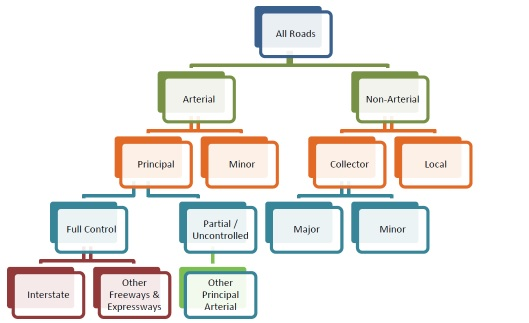 All Roads
Arterial
Non-Arterial
Principal
Minor
Collector
Local
Full Control
Partial /
Uncontrolled
Major
Minor
Interstate
Other
Freeways &
Expressways
Other
Principal
Arterial